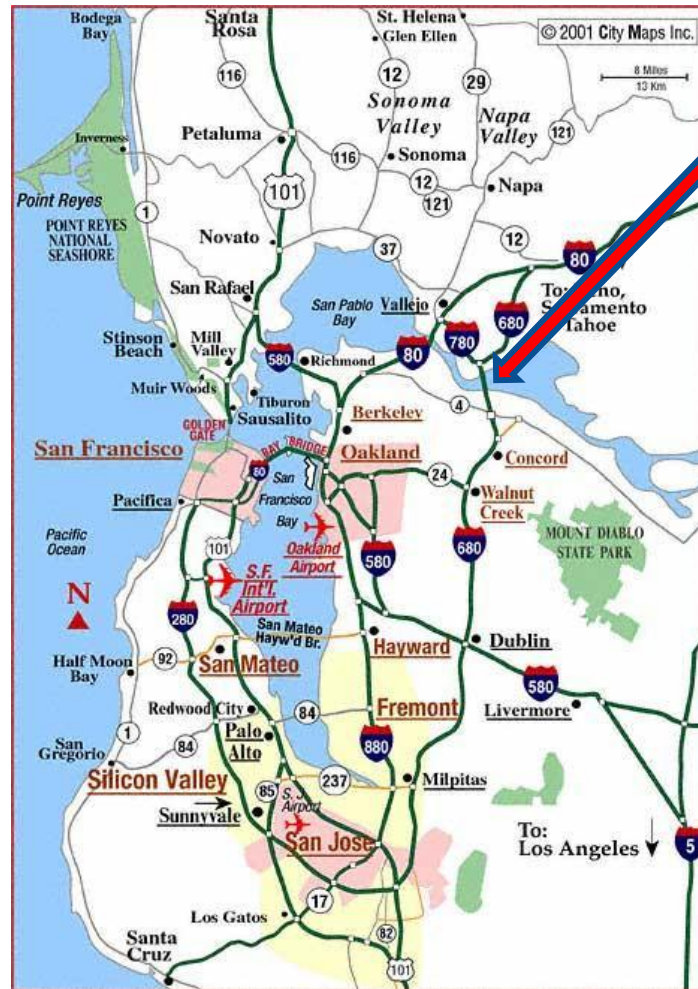 Bodega
Bay
Santa
Rosa
St. Helena
Glen Ellen
© 2001 City Maps Inc.
8 Miles
13 Km
116
12
29
Sonoma
Valley
Napa
Valley
121
Inverness
Petaluma
116
Sonoma
12
121
Napa
101
Point Reyes
POINT REYES
NATIONAL
SEASHORE
1
Novato
37
12
80
San Rafael
San Pablo
Bay
Vallejo
To:
Tahoe
680
780
80
Stinson
Beach
Mill
Valley
580
Richmond
Muir Woods
Tiburon
Sausalito
Berkeley
4
GOLDEN
GATE
San Francisco
BAY BRIDGE
80
Oakland
Concord
San
Francisco
Bay
24
Walnut
Creek
Pacifica
Pacific
Ocean
101
Oakland
Airport
580
680
MOUNT DIABLO
STATE PARK
S.F.
Int'l.
Airport
N
280
San Mateo
Hayw'd Br.
Hayward
Dublin
92
San Mateo
Half Moon
Bay
580
Livermore
Redwood City
84
Fremont
1
San
Gregorio
84
Palo
Alto
880
Silicon Valley
237
Milpitas
85
S. J.
Airport
Sunnyvale
San Jose
To:
Los Angeles
5
17
Los Gatos
82
Santa
Cruz
101